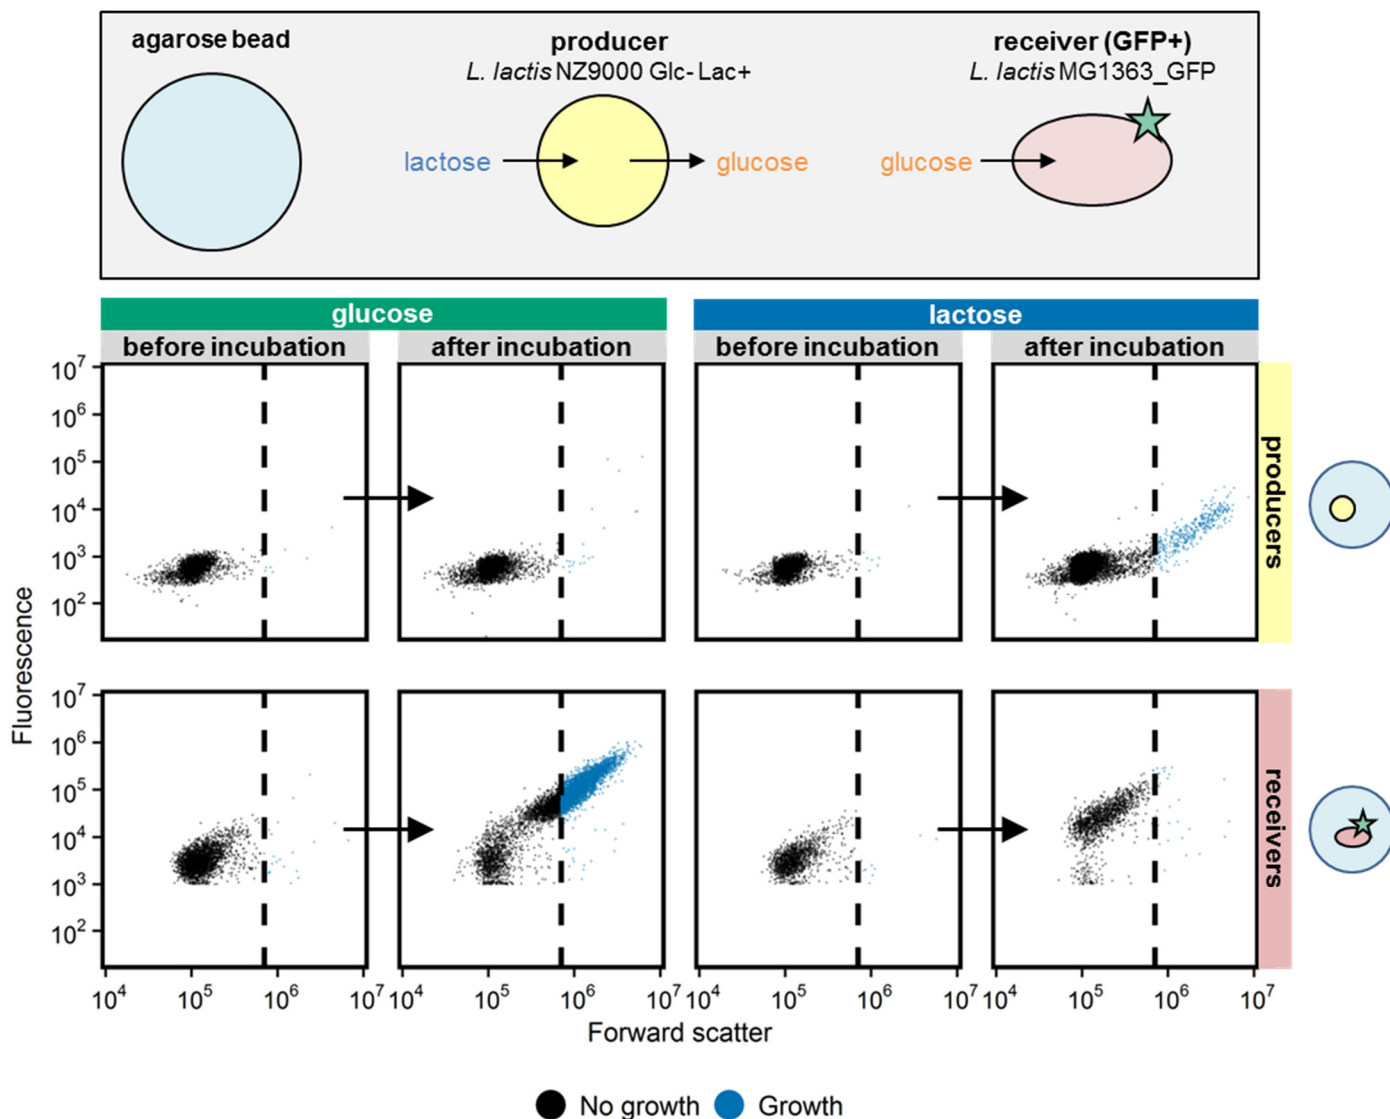 agarose bead
producer
L. lactis NZ9000 Glc- Lac+
receiver (GFP+)
L. lactis MG1363_GFP
lactose
glucose
glucose
glucose
lactose
before incubation
after incubation
before incubation
after incubation
10⁷
10⁶
10⁵
10⁴
10³
10²
producers
Fluorescence
10⁷
10⁶
10⁵
10⁴
10³
10²
receivers
10⁴ 10⁵ 10⁶ 10⁷
10⁴ 10⁵ 10⁶ 10⁷
10⁴ 10⁵ 10⁶ 10⁷
10⁴ 10⁵ 10⁶ 10⁷
Forward scatter
No growth
Growth